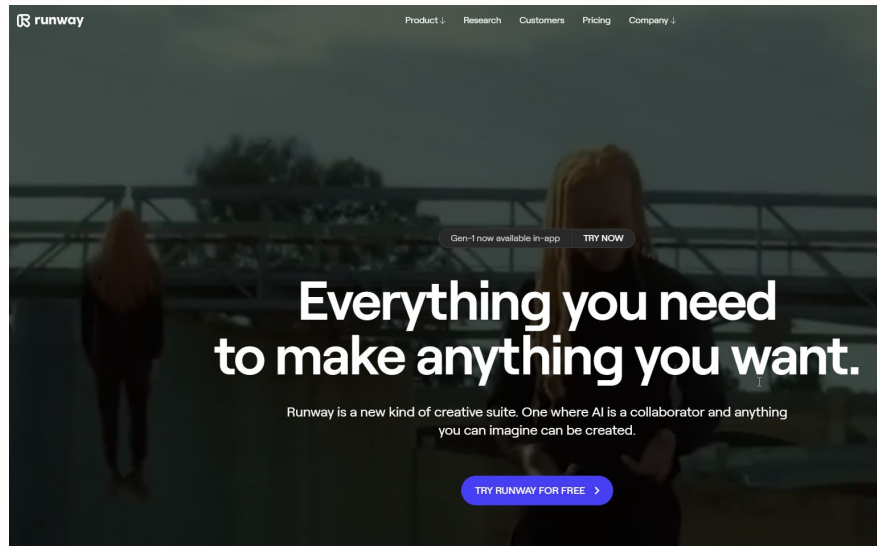 runway
Product ↓ Research Customers Pricing Company ↓
Gen-1 now available in-app TRY NOW
Everything you need
to make anything you want.
Runway is a new kind of creative suite. One where AI is a collaborator and anything
you can imagine can be created.
TRY RUNWAY FOR FREE >